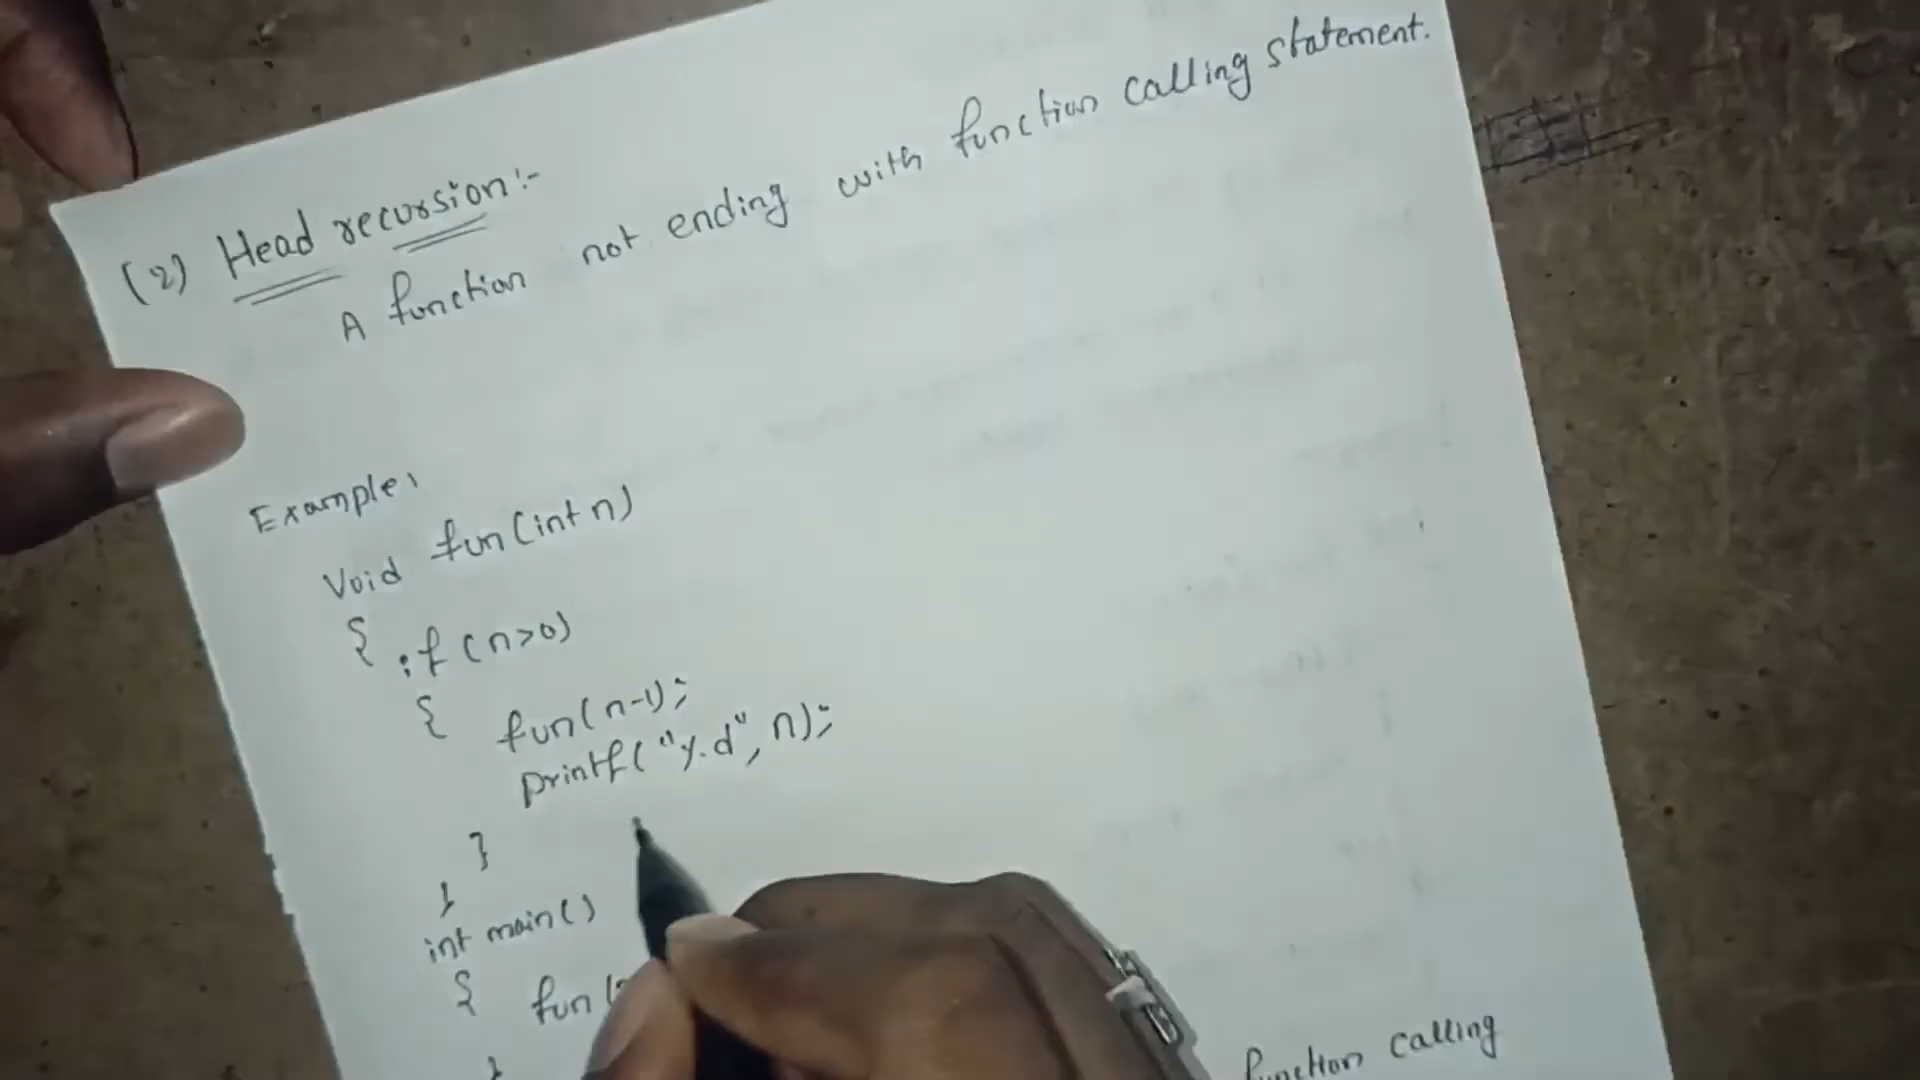 (2) Head recursion:-
A function not ending with function calling statement.
Example:
Void fun(int n)
{ if (n>0)
{ fun(n-1);
printf("%d", n);
}
}
int main()
{ fun(
}
function calling